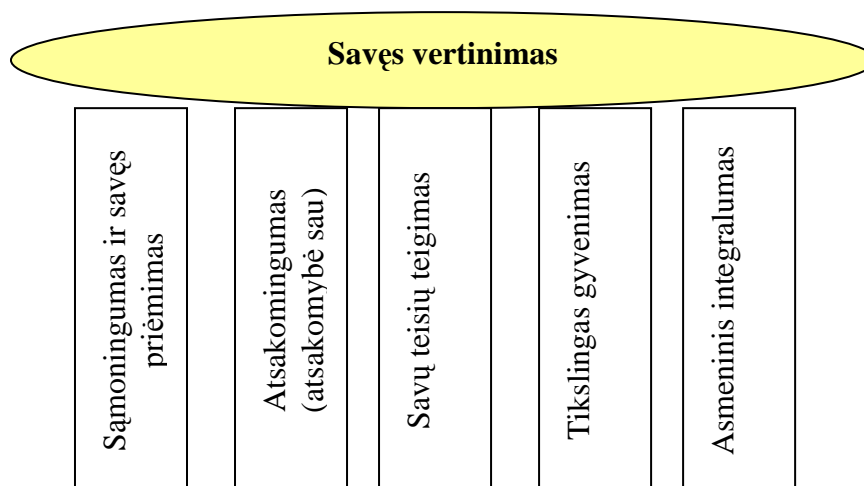 Savęs vertinimas
Sąmoningumas ir savęs
priėmimas
Atsakomingumas
(atsakomybė sau)
Savų teisių teigimas
Tikslingas gyvenimas
Asmeninis integralumas